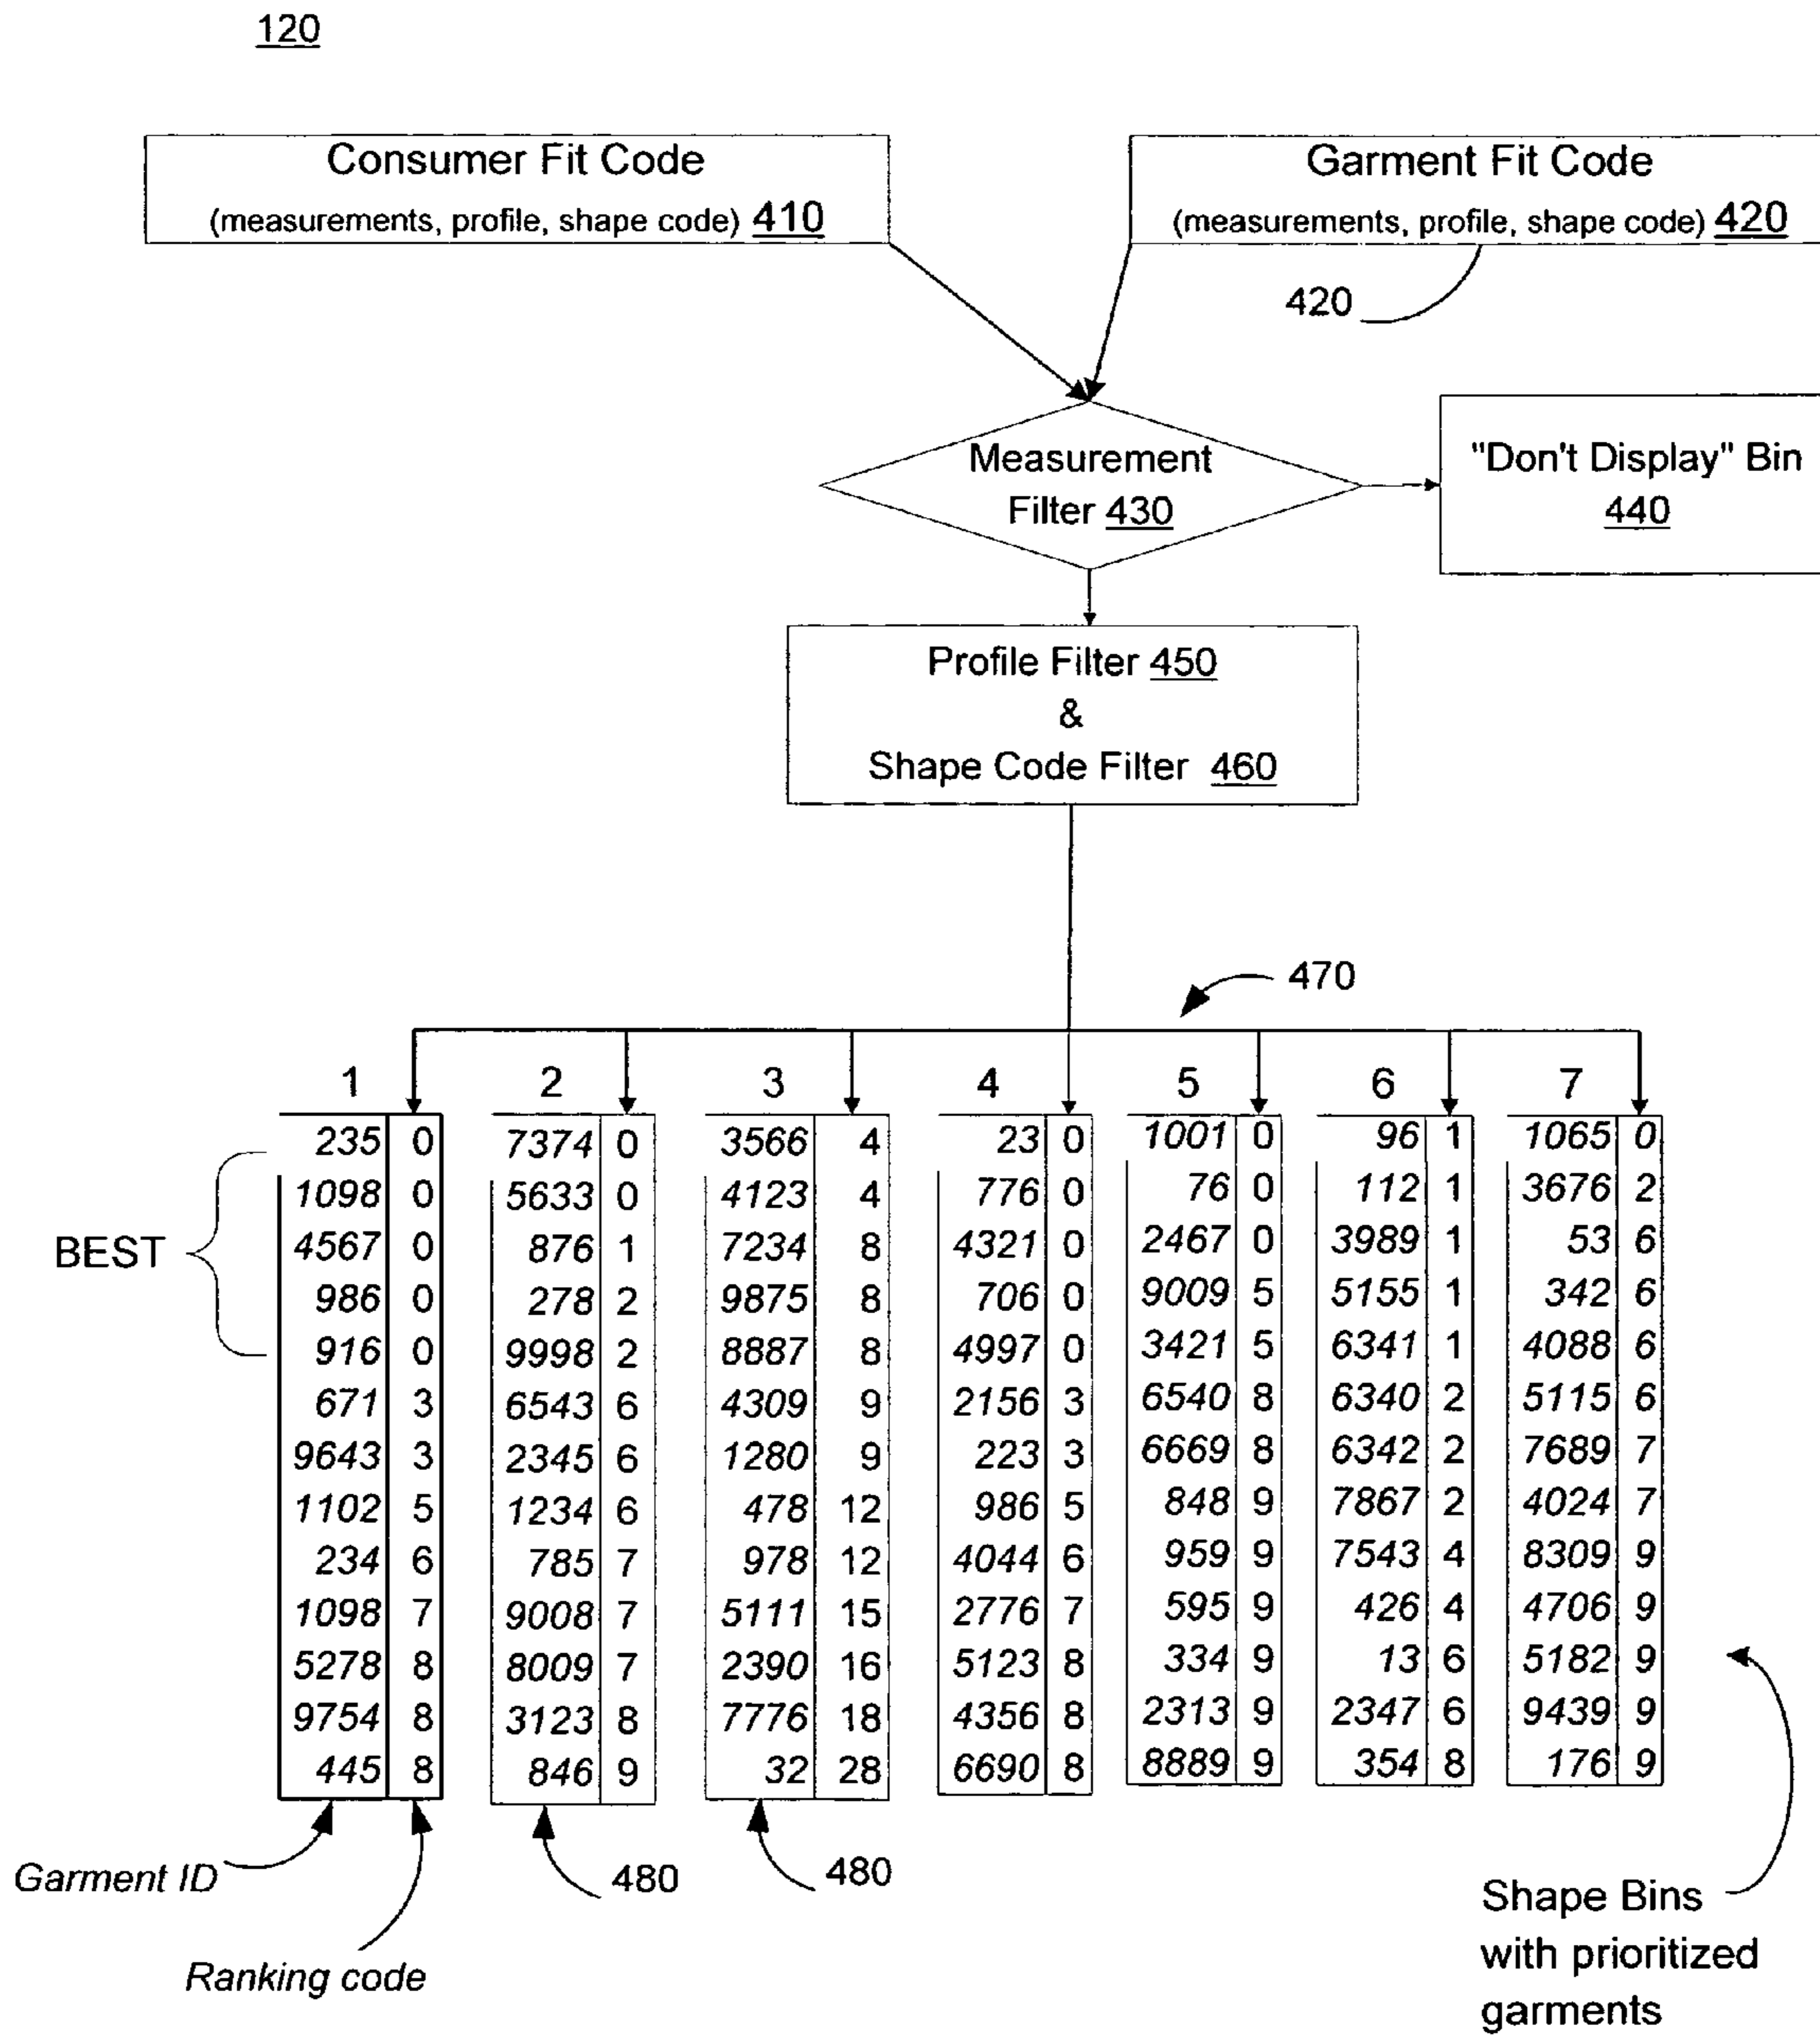 120
Consumer Fit Code
(measurements, profile, shape code) 410
Garment Fit Code
(measurements, profile, shape code) 420
420
Measurement
Filter 430
"Don't Display" Bin
440
Profile Filter 450
&
Shape Code Filter 460
470
1 2 3 4 5 6 7
235 0 7374 0 3566 4 23 0 1001 0 96 1 1065 0
1098 0 5633 0 4123 4 776 0 76 0 112 1 3676 2
BEST
4567 0 876 1 7234 8 4321 0 2467 0 3989 1 53 6
986 0 278 2 9875 8 706 0 9009 5 5155 1 342 6
916 0 9998 2 8887 8 4997 0 3421 5 6341 1 4088 6
671 3 6543 6 4309 9 2156 3 6540 8 6340 2 5115 6
9643 3 2345 6 1280 9 223 3 6669 8 6342 2 7689 7
1102 5 1234 6 478 12 986 5 848 9 7867 2 4024 7
234 6 785 7 978 12 4044 6 959 9 7543 4 8309 9
1098 7 9008 7 5111 15 2776 7 595 9 426 4 4706 9
5278 8 8009 7 2390 16 5123 8 334 9 13 6 5182 9
9754 8 3123 8 7776 18 4356 8 2313 9 2347 6 9439 9
445 8 846 9 32 28 6690 8 8889 9 354 8 176 9
Garment ID
480
480
Ranking code
Shape Bins
with prioritized
garments